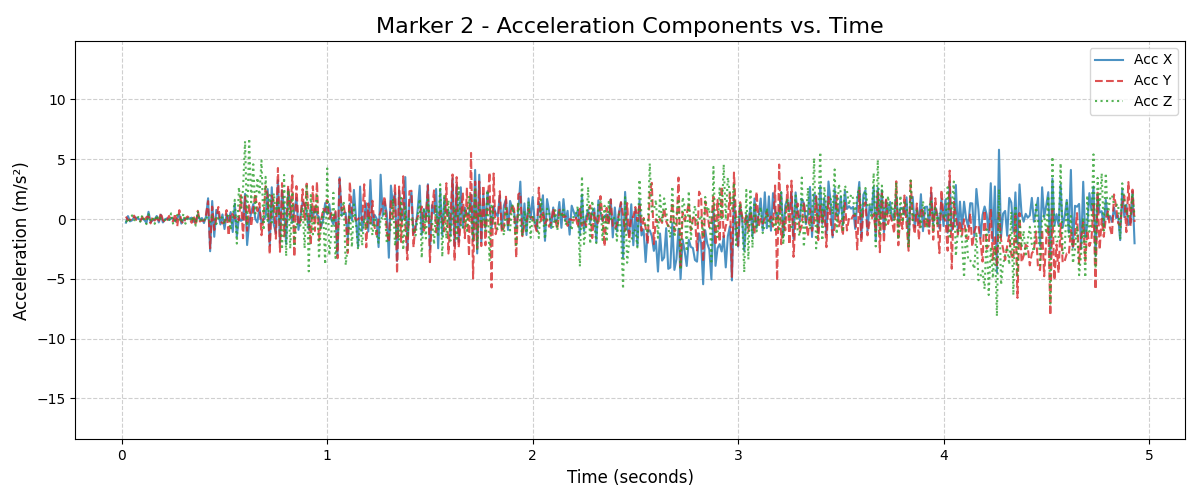 Marker 2 - Acceleration Components vs. Time
Acc X
Acc Y
Acc Z
Acceleration (m/s²)
10
5
0
−5
−10
−15
0
1
2
3
4
5
Time (seconds)